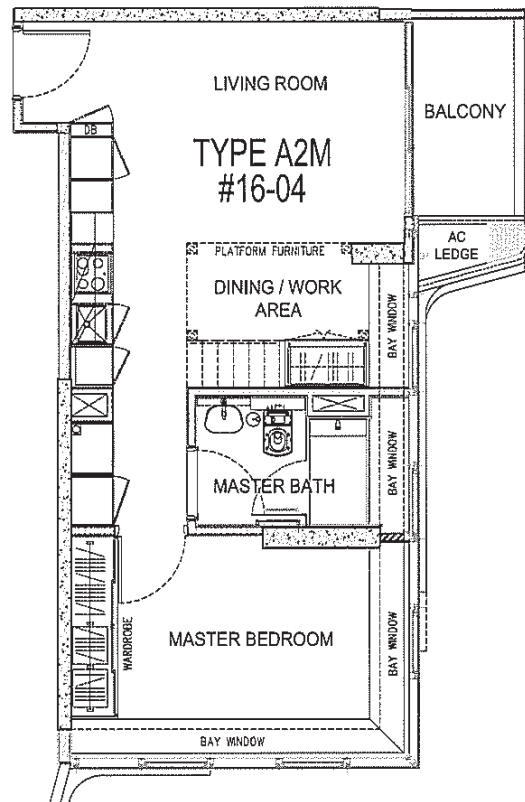 LIVING ROOM
BALCONY
DB
TYPE A2M
#16-04
AC
LEDGE
PLATFORM FURNITURE
DINING / WORK
AREA
BAY WINDOW
MASTER BATH
BAY WINDOW
MASTER BEDROOM
WARDROBE
BAY WINDOW
BAY WINDOW